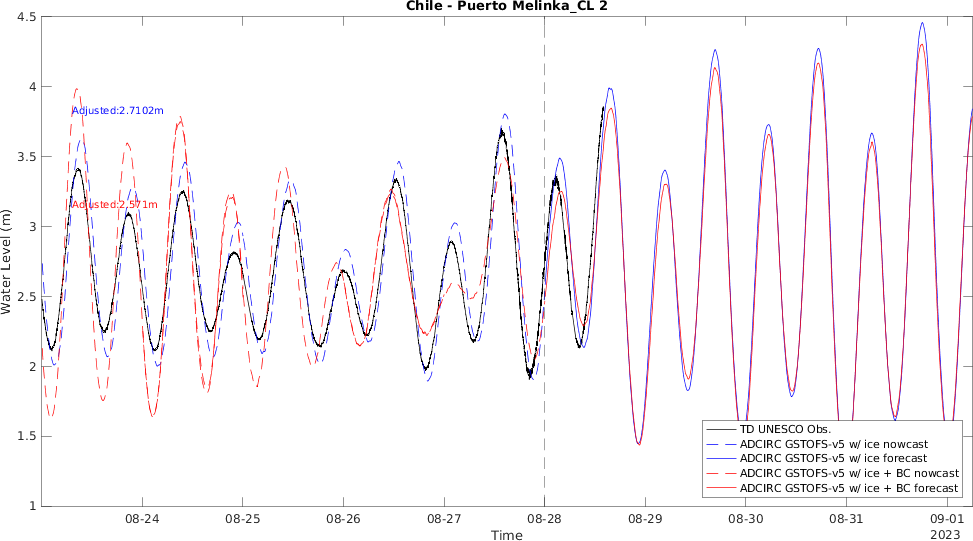 Chile - Puerto Melinka_CL 2
4.5
4
3.5
3
2.5
2
1.5
1
Water Level (m)
Adjusted:2.7102m
Adjusted:2.571m
TD UNESCO Obs.
ADCIRC GSTOFS-v5 w/ ice nowcast
ADCIRC GSTOFS-v5 w/ ice forecast
ADCIRC GSTOFS-v5 w/ ice + BC nowcast
ADCIRC GSTOFS-v5 w/ ice + BC forecast
08-24 08-25 08-26 08-27 08-28 08-29 08-30 08-31 09-01
2023
Time